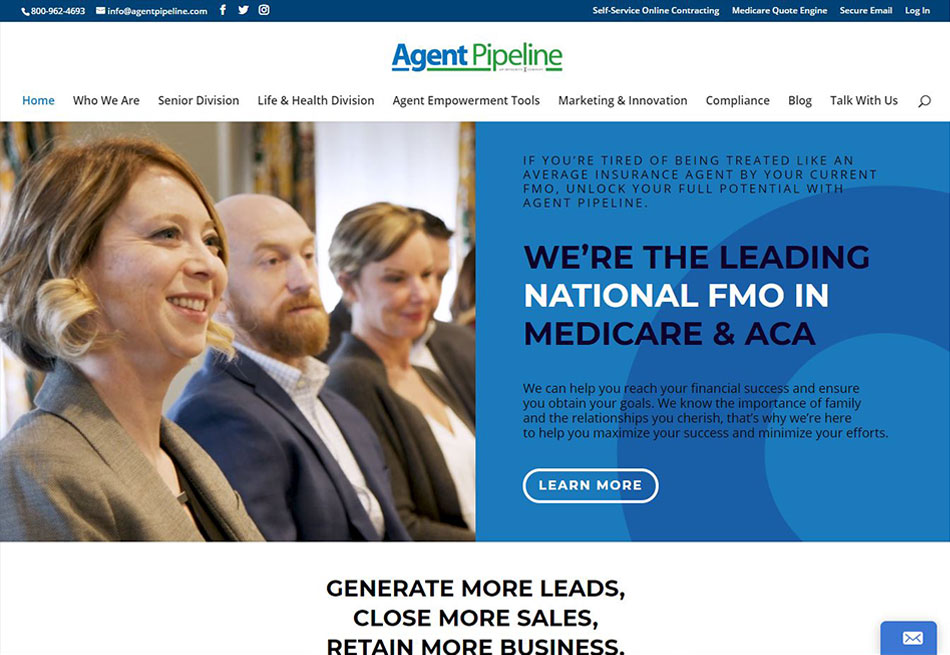 800-962-4693 info@agentpipeline.com Self-Service Online Contracting Medicare Quote Engine Secure Email Log In
Agent Pipeline
Home Who We Are Senior Division Life & Health Division Agent Empowerment Tools Marketing & Innovation Compliance Blog Talk With Us
IF YOU'RE TIRED OF BEING TREATED LIKE AN
AVERAGE INSURANCE AGENT BY YOUR CURRENT
FMO, UNLOCK YOUR FULL POTENTIAL WITH
AGENT PIPELINE.
WE'RE THE LEADING
NATIONAL FMO IN
MEDICARE & ACA
We can help you reach your financial success and ensure
you obtain your goals. We know the importance of family
and the relationships you cherish, that's why we're here
to help you maximize your success and minimize your efforts.
LEARN MORE
GENERATE MORE LEADS,
CLOSE MORE SALES,
RETAIN MORE BUSINESS.